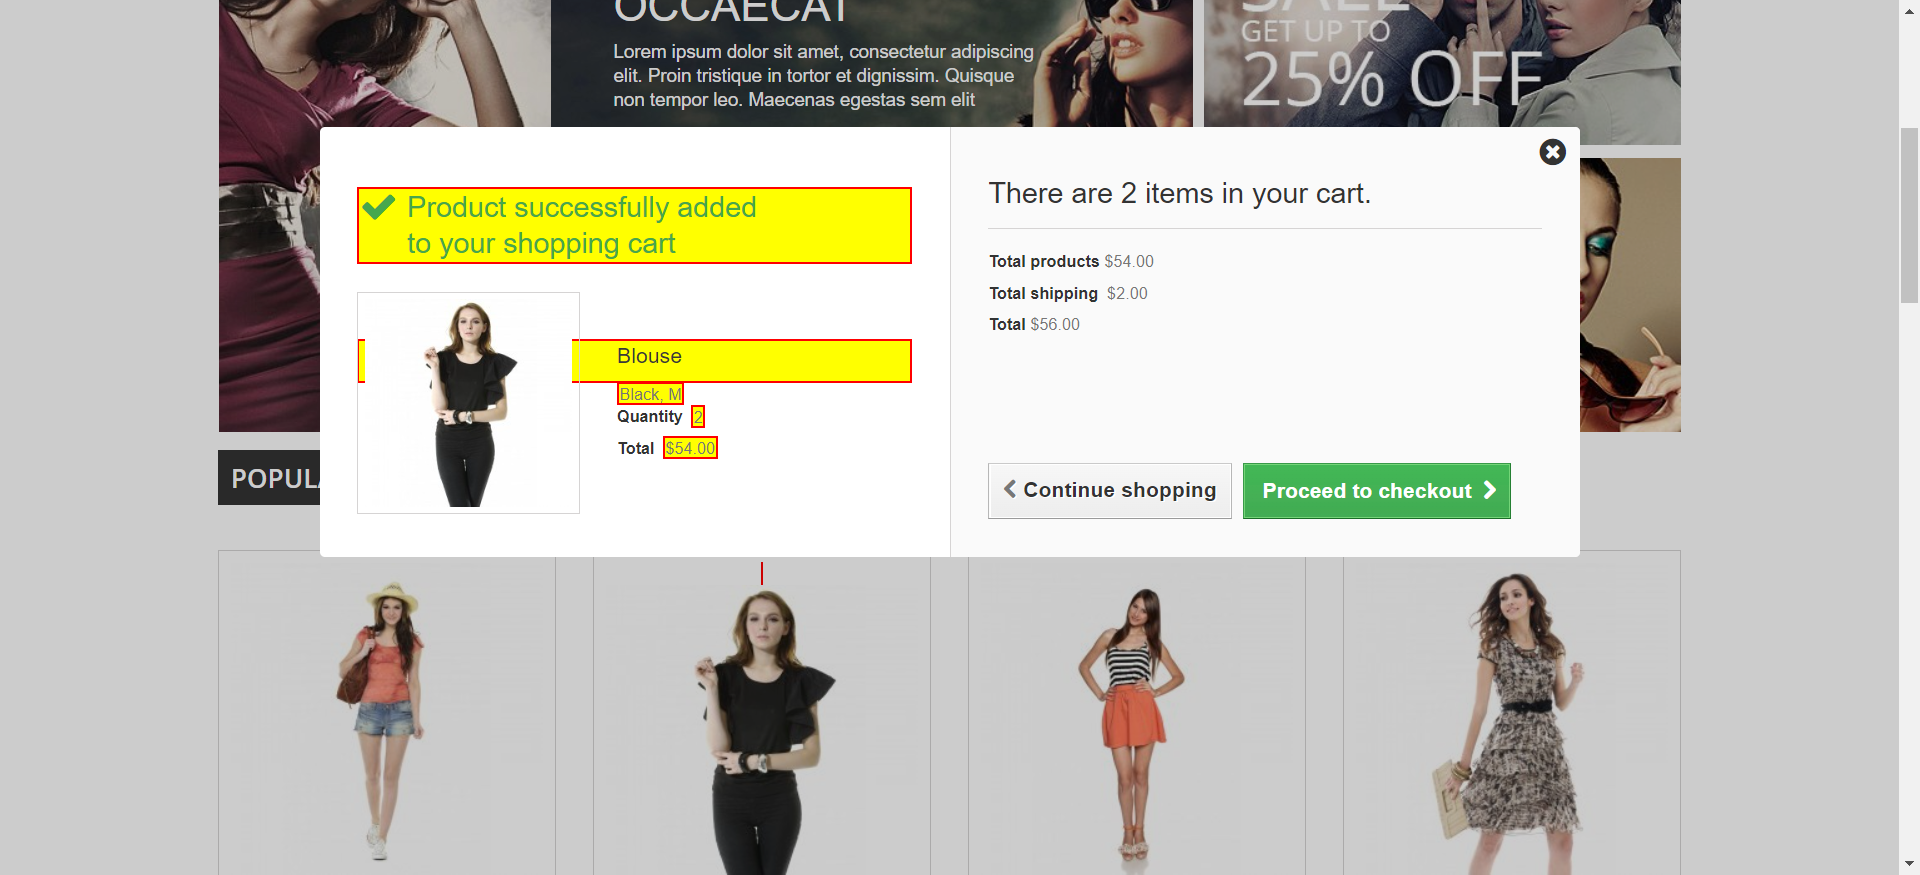 OCCAECAT
Lorem ipsum dolor sit amet, consectetur adipiscing
elit. Proin tristique in tortor et dignissim. Quisque
non tempor leo. Maecenas egestas sem elit
SALE
GET UP TO
25% OFF
Product successfully added
to your shopping cart
Blouse
Black, M
Quantity 2
Total $54.00
There are 2 items in your cart.
Total products $54.00
Total shipping $2.00
Total $56.00
Continue shopping
Proceed to checkout
POPULA